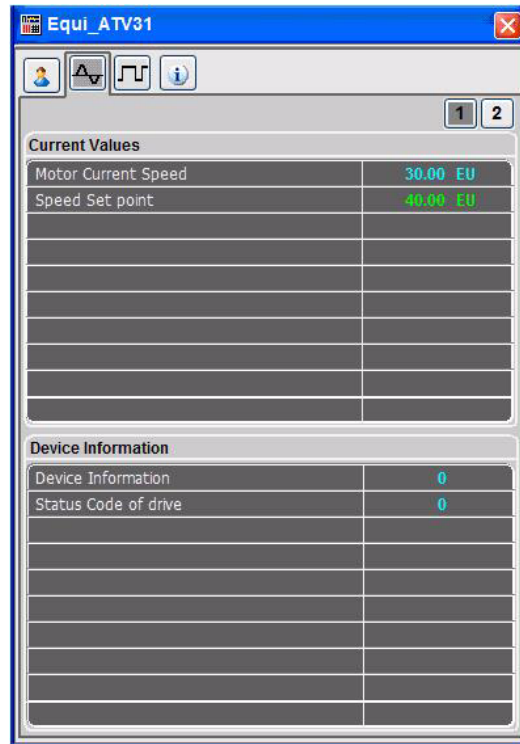 Equi_ATV31
1 2
Current Values
Motor Current Speed 30.00 EU
Speed Set point 40.00 EU
Device Information
Device Information 0
Status Code of drive 0